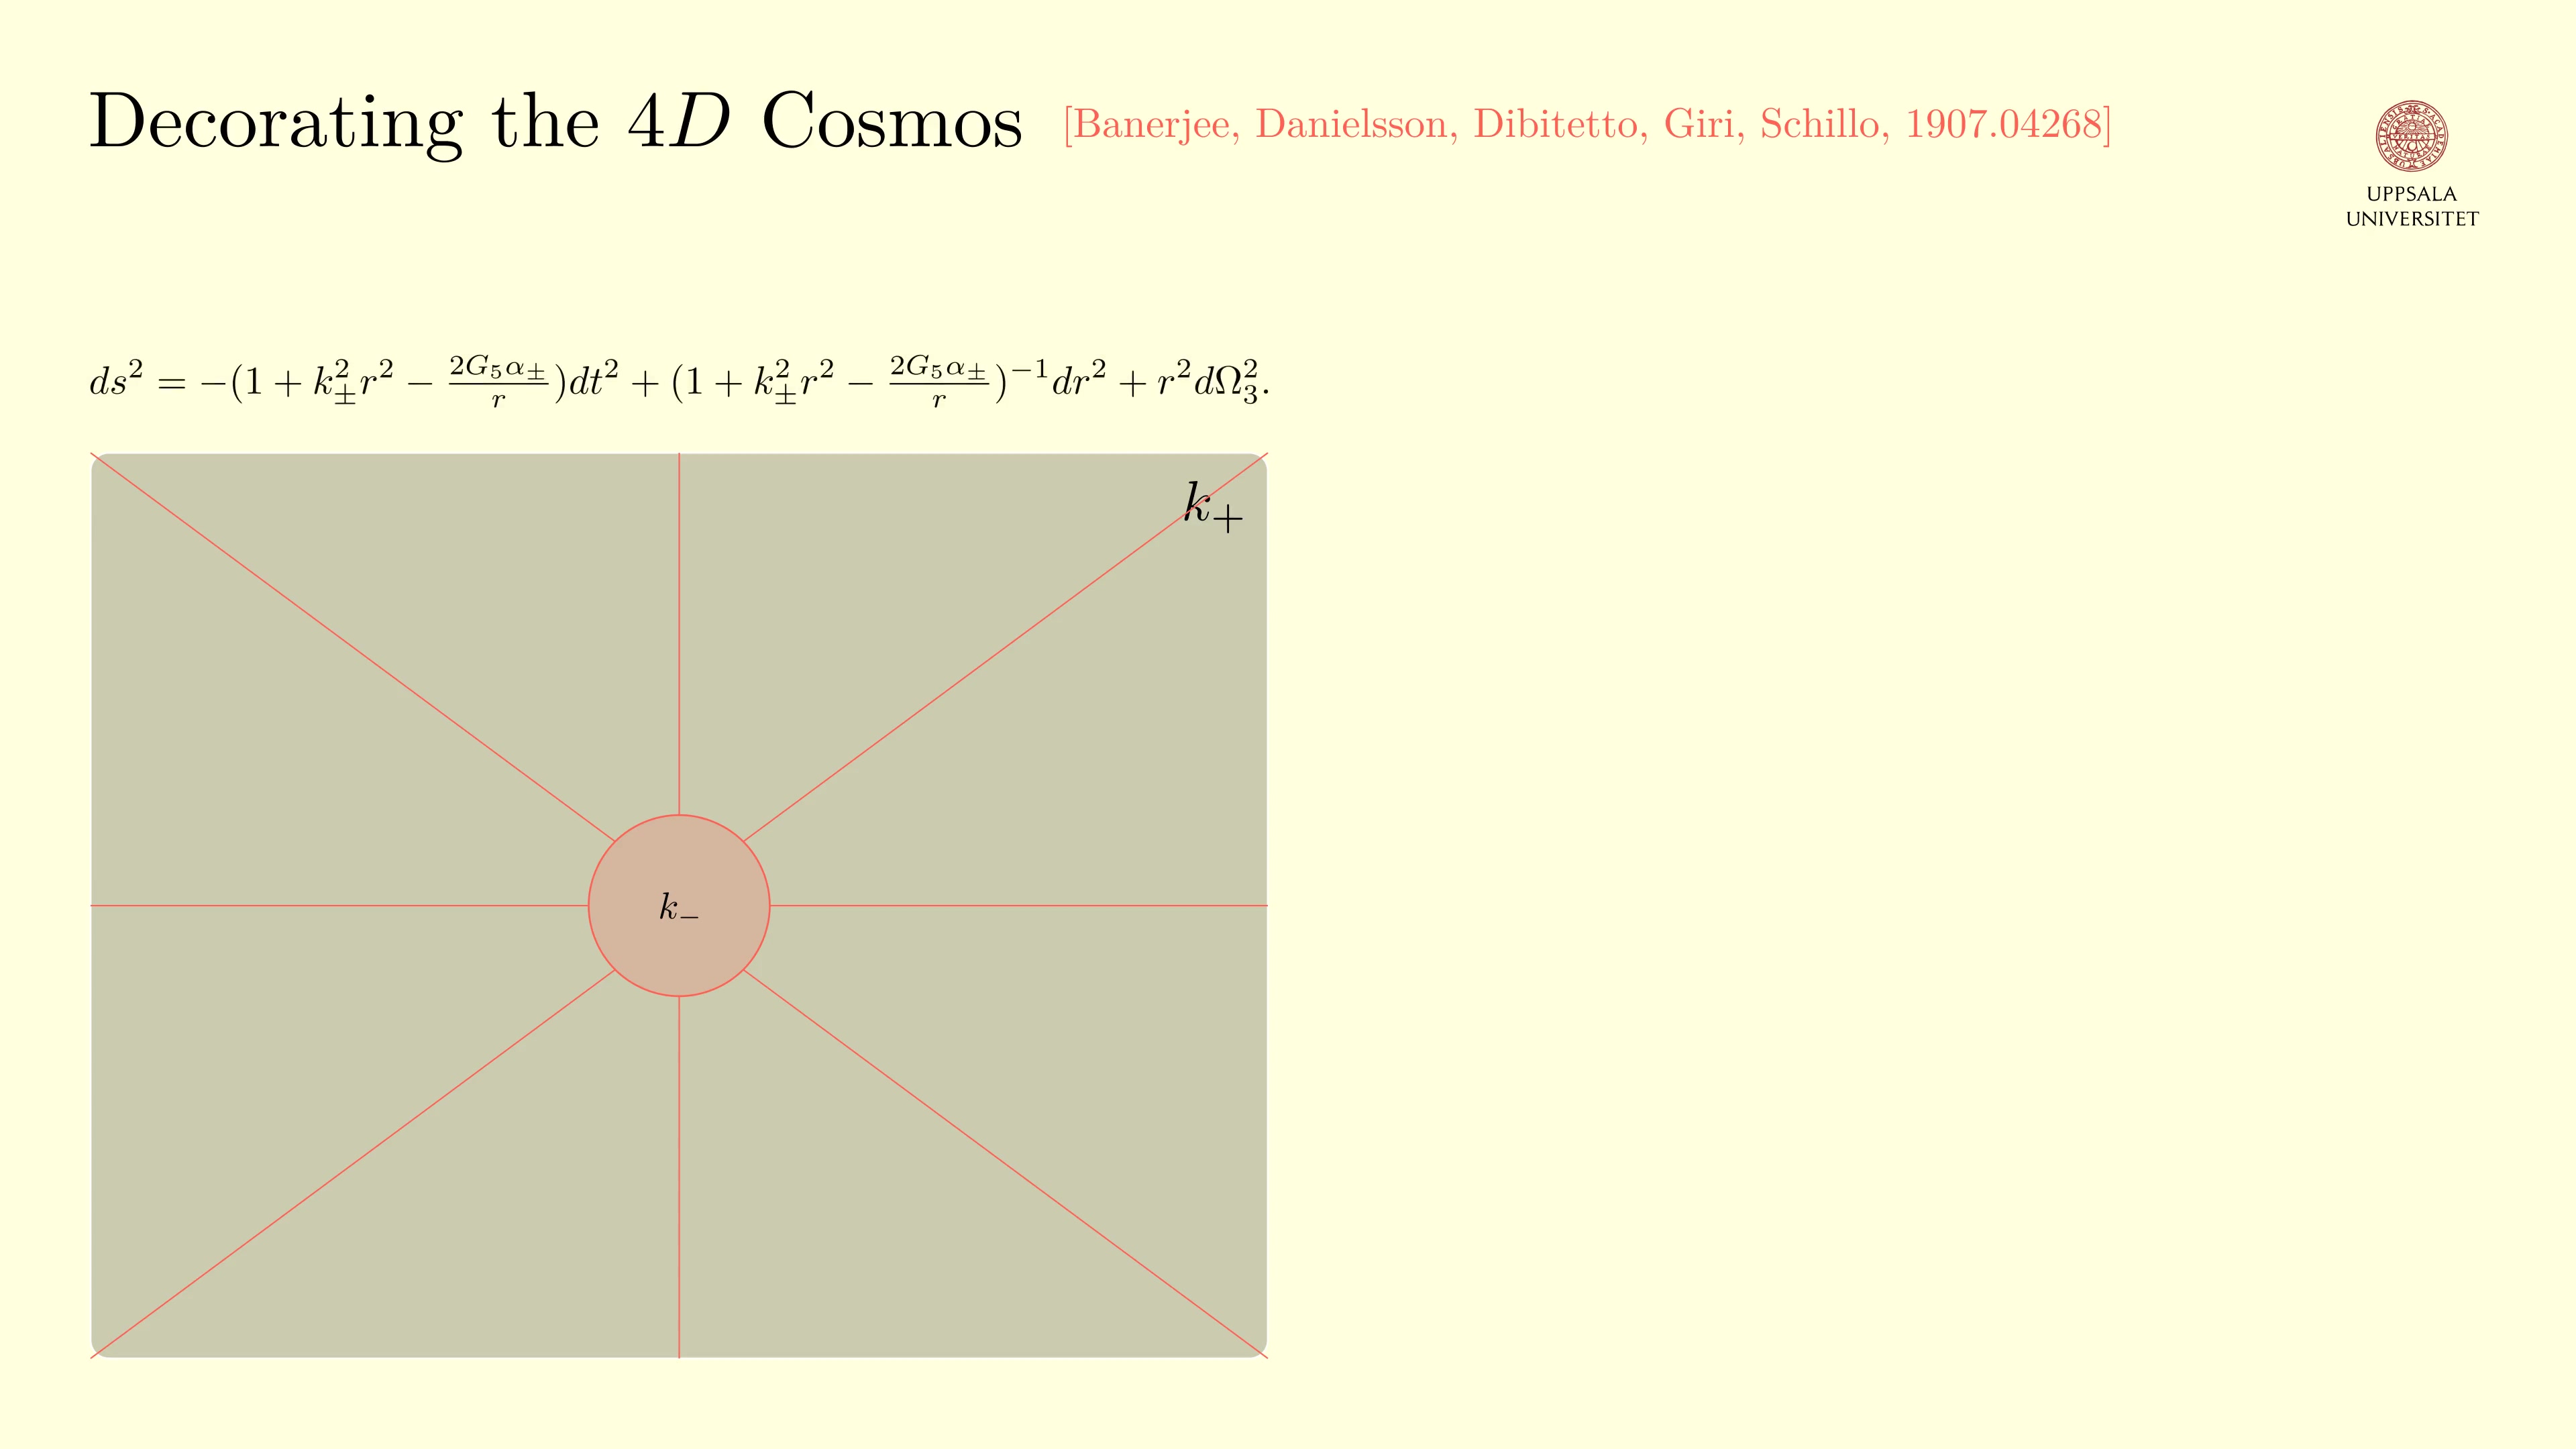 Decorating the 4D Cosmos [Banerjee, Danielsson, Dibitetto, Giri, Schillo, 1907.04268]
UPPSALA
UNIVERSITET
$ds^2 = -(1 + k_{\pm}^2 r^2 - \frac{2G_5\alpha_{\pm}}{r})dt^2 + (1 + k_{\pm}^2 r^2 - \frac{2G_5\alpha_{\pm}}{r})^{-1}dr^2 + r^2 d\Omega_3^2.$
$k_+$
$k_-$